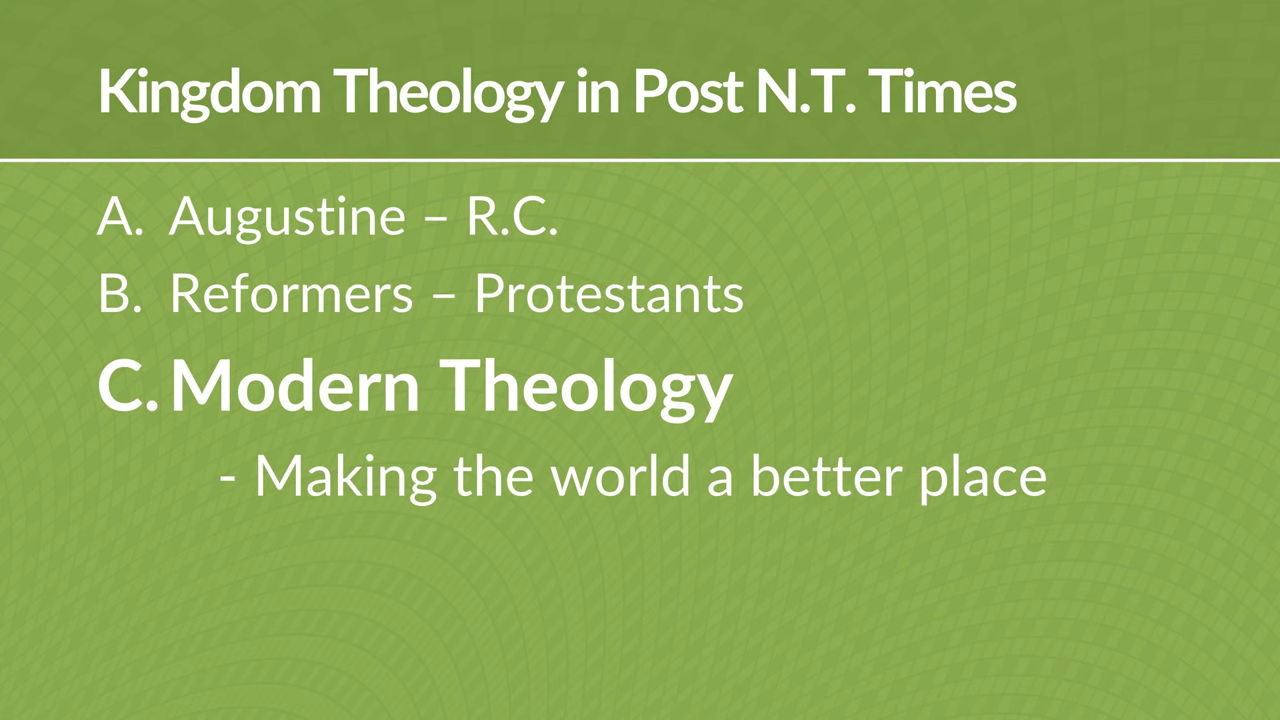 Kingdom Theology in Post N.T. Times
A. Augustine – R.C.
B. Reformers – Protestants
C. Modern Theology
- Making the world a better place